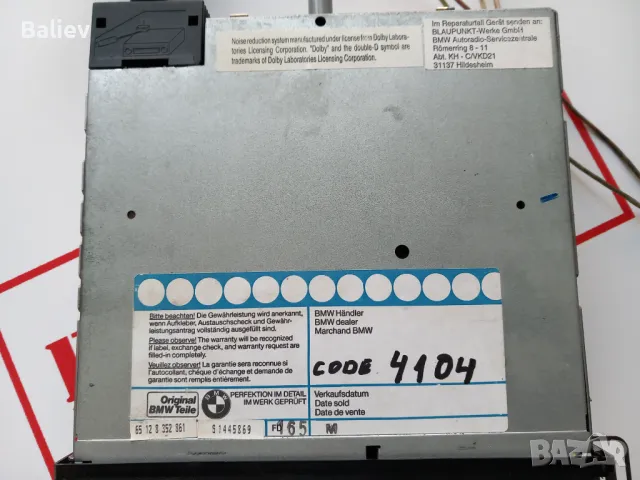 Baliev
Noise reduction system manufactured under license from Dolby Labora-
tories Licensing Corporation. "Dolby" and the double-D symbol are
trademarks of Dolby Laboratories Licensing Corporation.
Im Reparaturfall Gerät senden an:
BLAUPUNKT-Werke GmbH
BMW Autoradio-Servicezentrale
Römerring 8 - 11
Abt. KH - C/VKD21
31137 Hildesheim
Bitte beachten! Die Gewährleistung wird anerkannt,
wenn Aufkleber, Austauschscheck und Gewähr-
leistungsantrag vollständig ausgefüllt sind.
Please observe! The warranty will be recognized
if label, exchange check, and warranty request are
filled-in completely.
Veuillez observer! La garantie sera reconnue si
l'autocollant, chèque d'échange et demande de
garantie sont remplis entièrement.
BMW Händler
BMW dealer
Marchand BMW
CODE 4104
Original
BMW Teile
BMW
PERFEKTION IM DETAIL
IM WERK GEPRÜFT
Verkaufsdatum
Date sold
Date de vente
65 12 8 352 861
51445869
FD
65
M
bazar